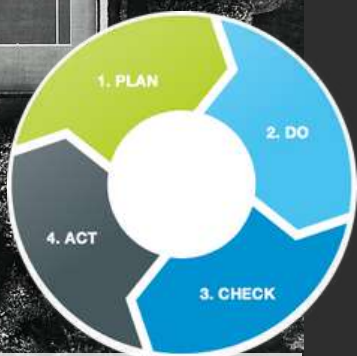 1. PLAN
2. DO
3. CHECK
4. ACT